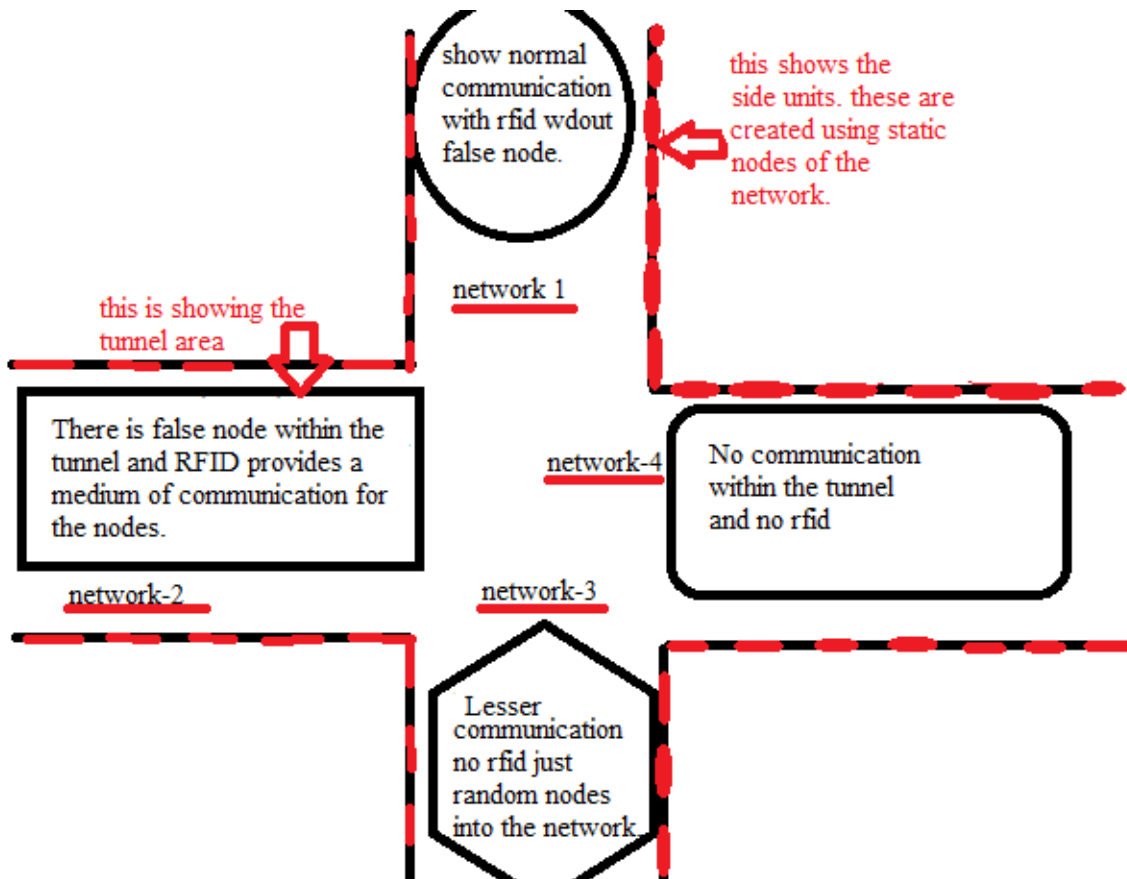 show normal
communication
with rfid wdout
false node.
this shows the
side units. these are
created using static
nodes of the
network.
network 1
this is showing the
tunnel area
There is false node within the
tunnel and RFID provides a
medium of communication for
the nodes.
network-4
No communication
within the tunnel
and no rfid
network-2
network-3
Lesser
communication
no rfid just
random nodes
into the network.